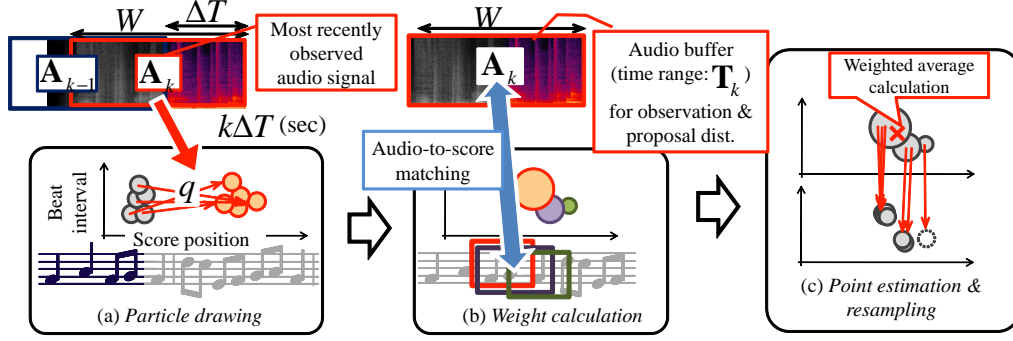 W
ΔT
A_{k-1}
A_k
Most recently
observed
audio signal
kΔT (sec)
Beat
interval
q
Score position
(a) Particle drawing
W
A_k
Audio buffer
(time range: T_k)
for observation &
proposal dist.
Audio-to-score
matching
(b) Weight calculation
Weighted average
calculation
(c) Point estimation &
resampling